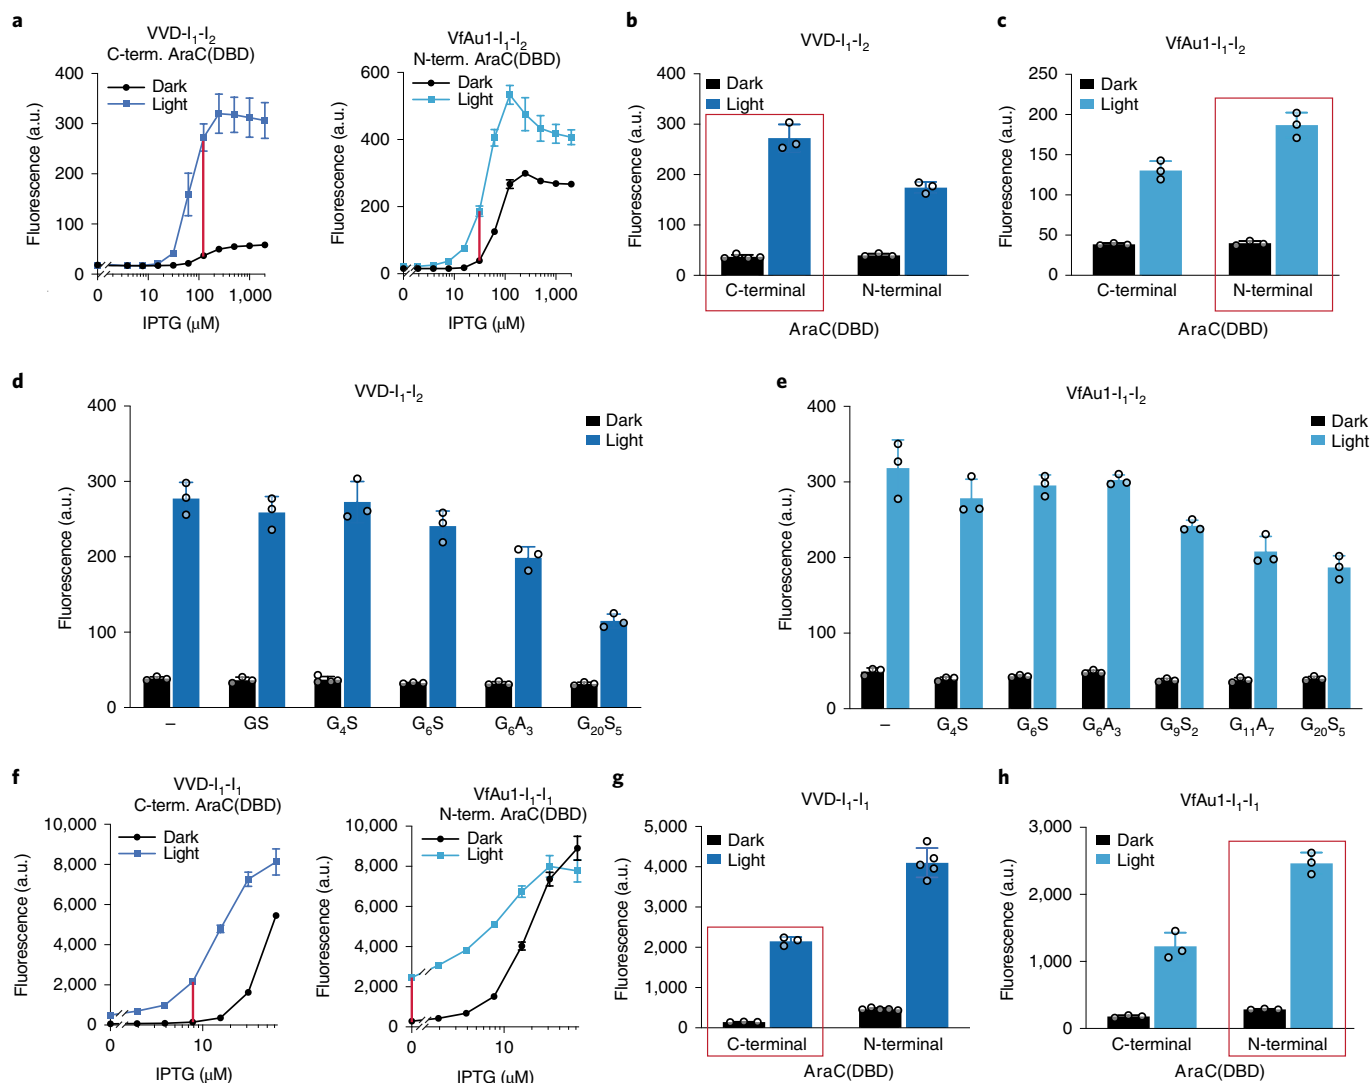 a
VVD-I₁-I₂
C-term. AraC(DBD)
Dark
Light
Fluorescence (a.u.)
400
300
200
100
0
0 10 100 1,000
IPTG (μM)
VfAu1-I₁-I₂
N-term. AraC(DBD)
Dark
Light
Fluorescence (a.u.)
600
400
200
0
0 10 100 1,000
IPTG (μM)
b
VVD-I₁-I₂
Dark
Light
Fluorescence (a.u.)
400
300
200
100
0
C-terminal N-terminal
AraC(DBD)
c
VfAu1-I₁-I₂
Dark
Light
Fluorescence (a.u.)
250
200
150
100
50
0
C-terminal N-terminal
AraC(DBD)
d
VVD-I₁-I₂
Dark
Light
Fluorescence (a.u.)
400
300
200
100
0
– GS G₄S G₆S G₆A₃ G₂₀S₅
e
VfAu1-I₁-I₂
Dark
Light
Fluorescence (a.u.)
400
300
200
100
0
– G₄S G₆S G₆A₃ G₉S₂ G₁₁A₇ G₂₀S₅
f
VVD-I₁-I₁
C-term. AraC(DBD)
Dark
Light
Fluorescence (a.u.)
10,000
8,000
6,000
4,000
2,000
0
0 10
IPTG (μM)
VfAu1-I₁-I₁
N-term. AraC(DBD)
Dark
Light
Fluorescence (a.u.)
10,000
8,000
6,000
4,000
2,000
0
0 10
IPTG (μM)
g
VVD-I₁-I₁
Dark
Light
Fluorescence (a.u.)
5,000
4,000
3,000
2,000
1,000
0
C-terminal N-terminal
AraC(DBD)
h
VfAu1-I₁-I₁
Dark
Light
Fluorescence (a.u.)
3,000
2,000
1,000
0
C-terminal N-terminal
AraC(DBD)